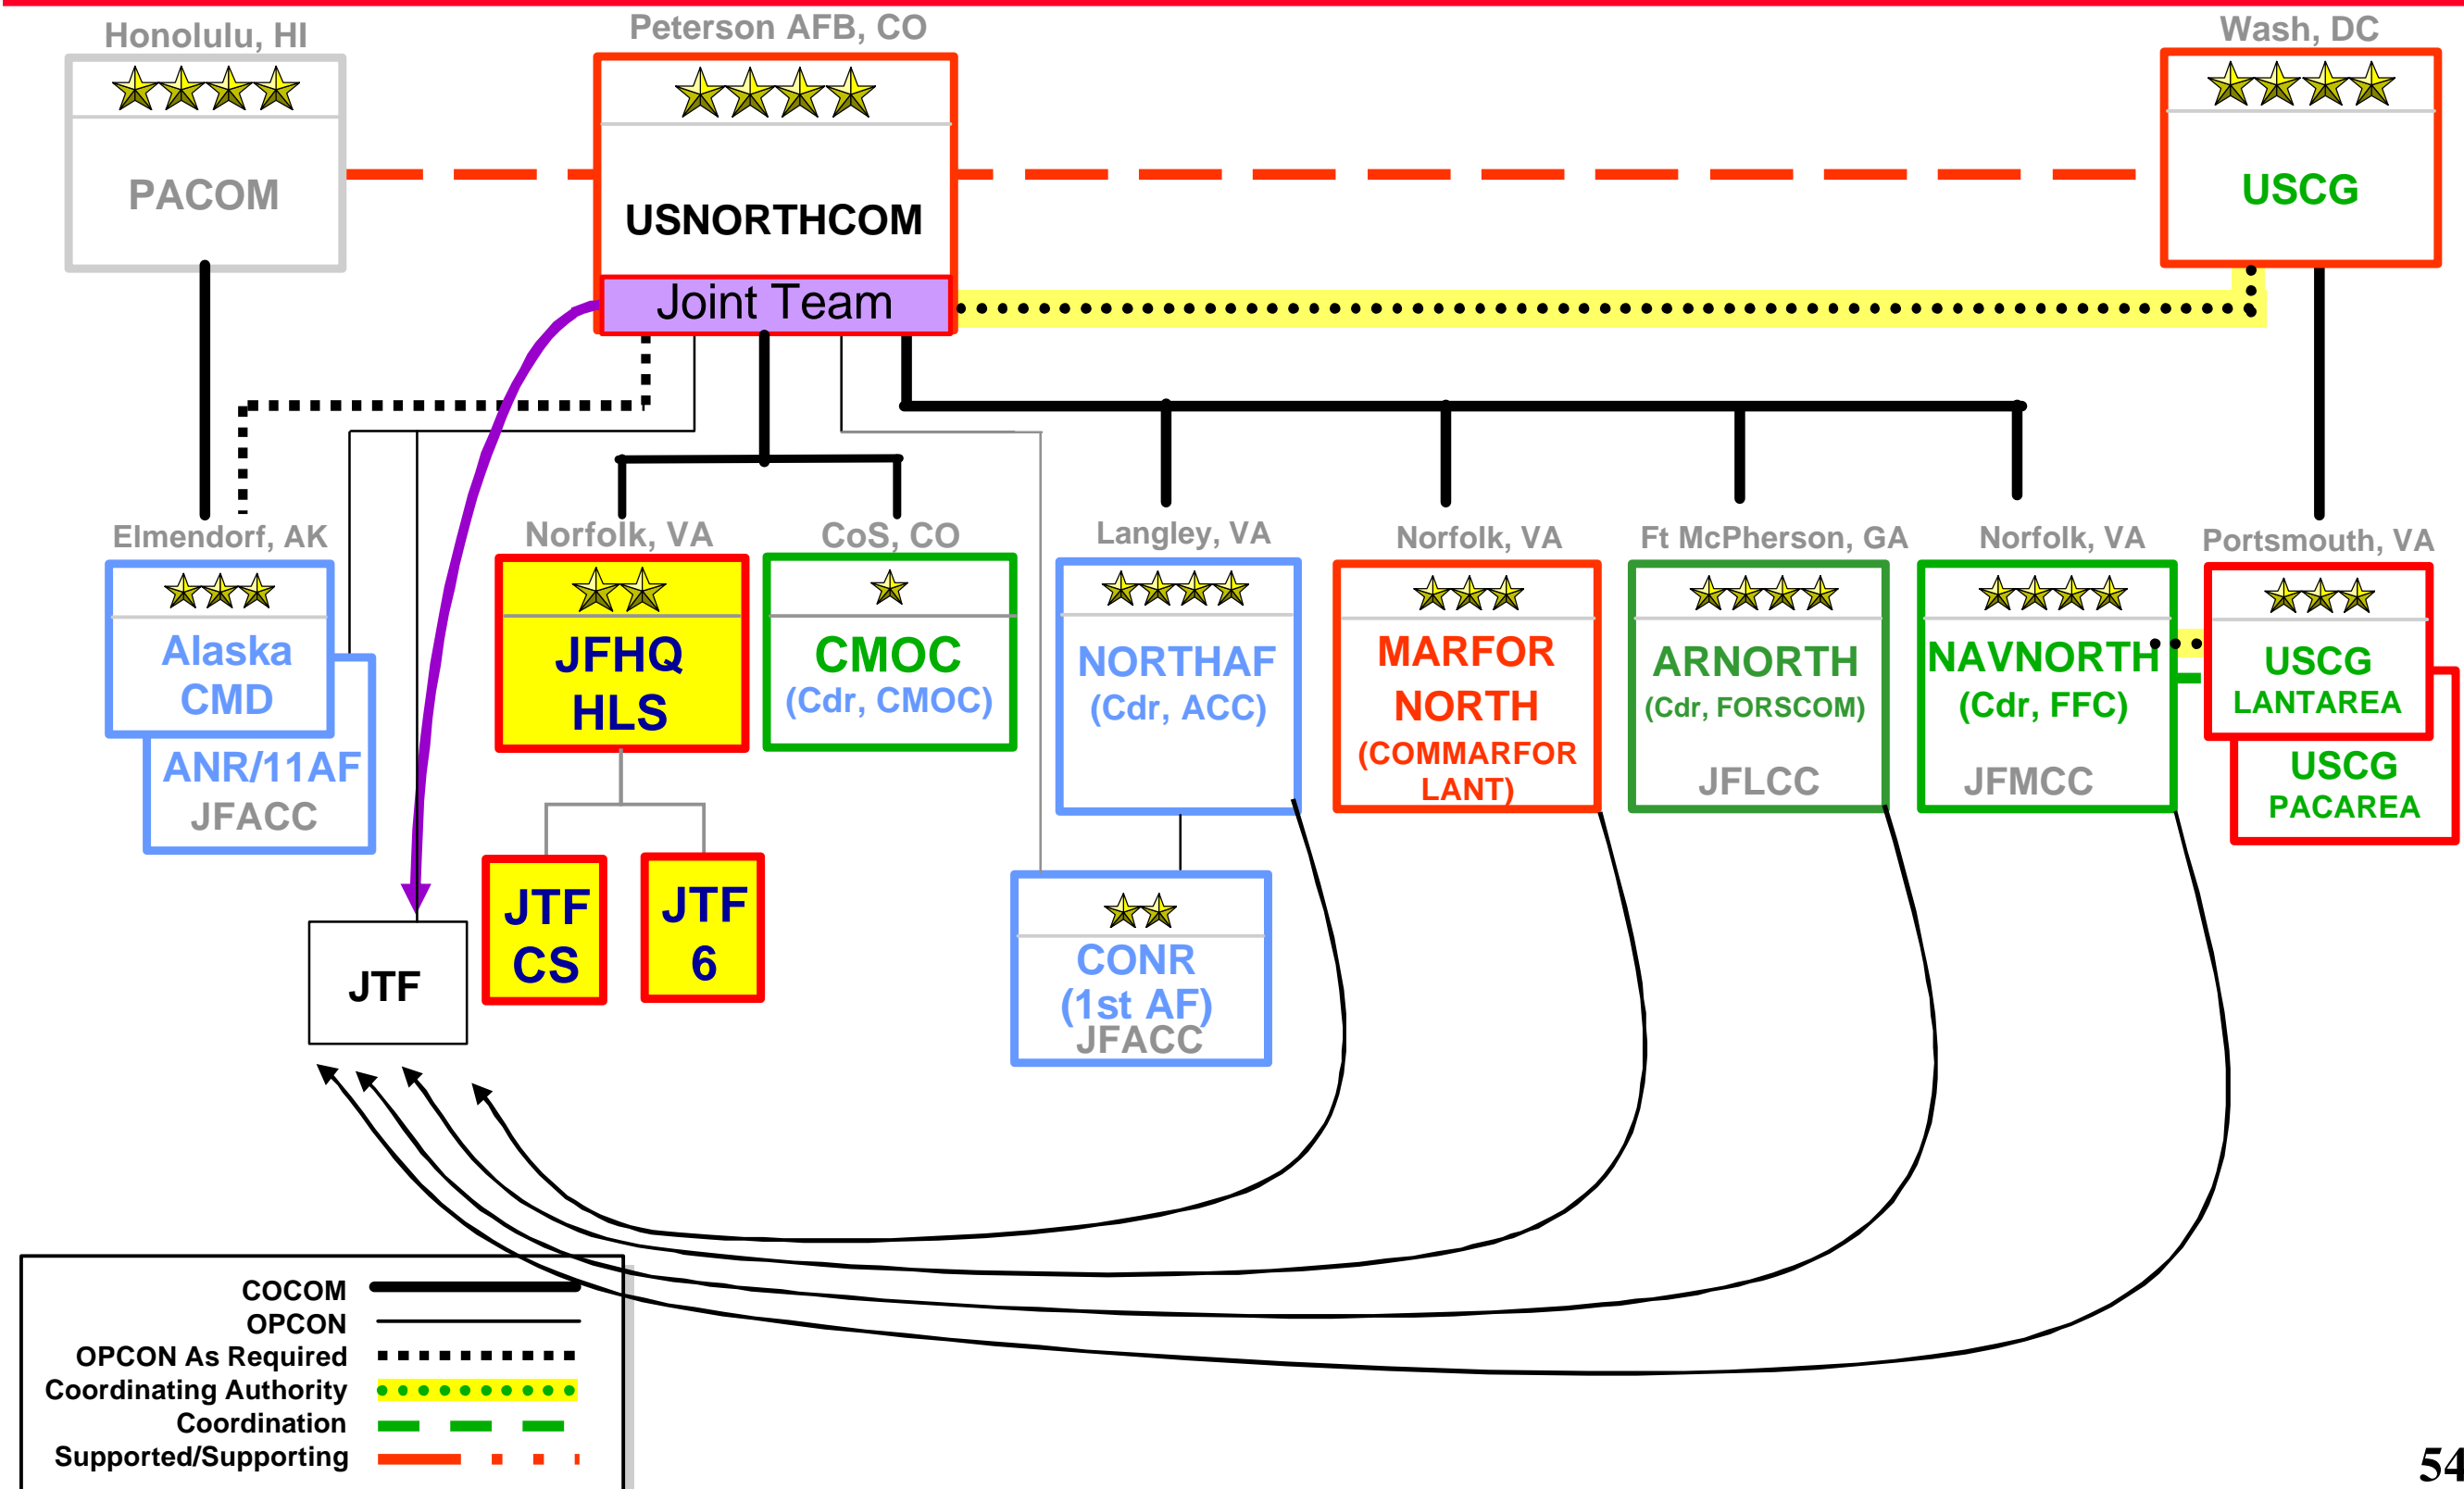 Honolulu, HI
Peterson AFB, CO
Wash, DC
PACOM
USNORTHCOM
USCG
Joint Team
Elmendorf, AK
Norfolk, VA
CoS, CO
Langley, VA
Norfolk, VA
Ft McPherson, GA
Norfolk, VA
Portsmouth, VA
Alaska
CMD
ANR/11AF
JFACC
JFHQ
HLS
CMOC
(Cdr, CMOC)
NORTHAF
(Cdr, ACC)
MARFOR
NORTH
(COMMARFOR
LANT)
ARNORTH
(Cdr, FORSCOM)
JFLCC
NAVNORTH
(Cdr, FFC)
JFMCC
USCG
LANTAREA
USCG
PACAREA
JTF
JTF
CS
JTF
6
CONR
(1st AF)
JFACC
COCOM
OPCON
OPCON As Required
Coordinating Authority
Coordination
Supported/Supporting
54